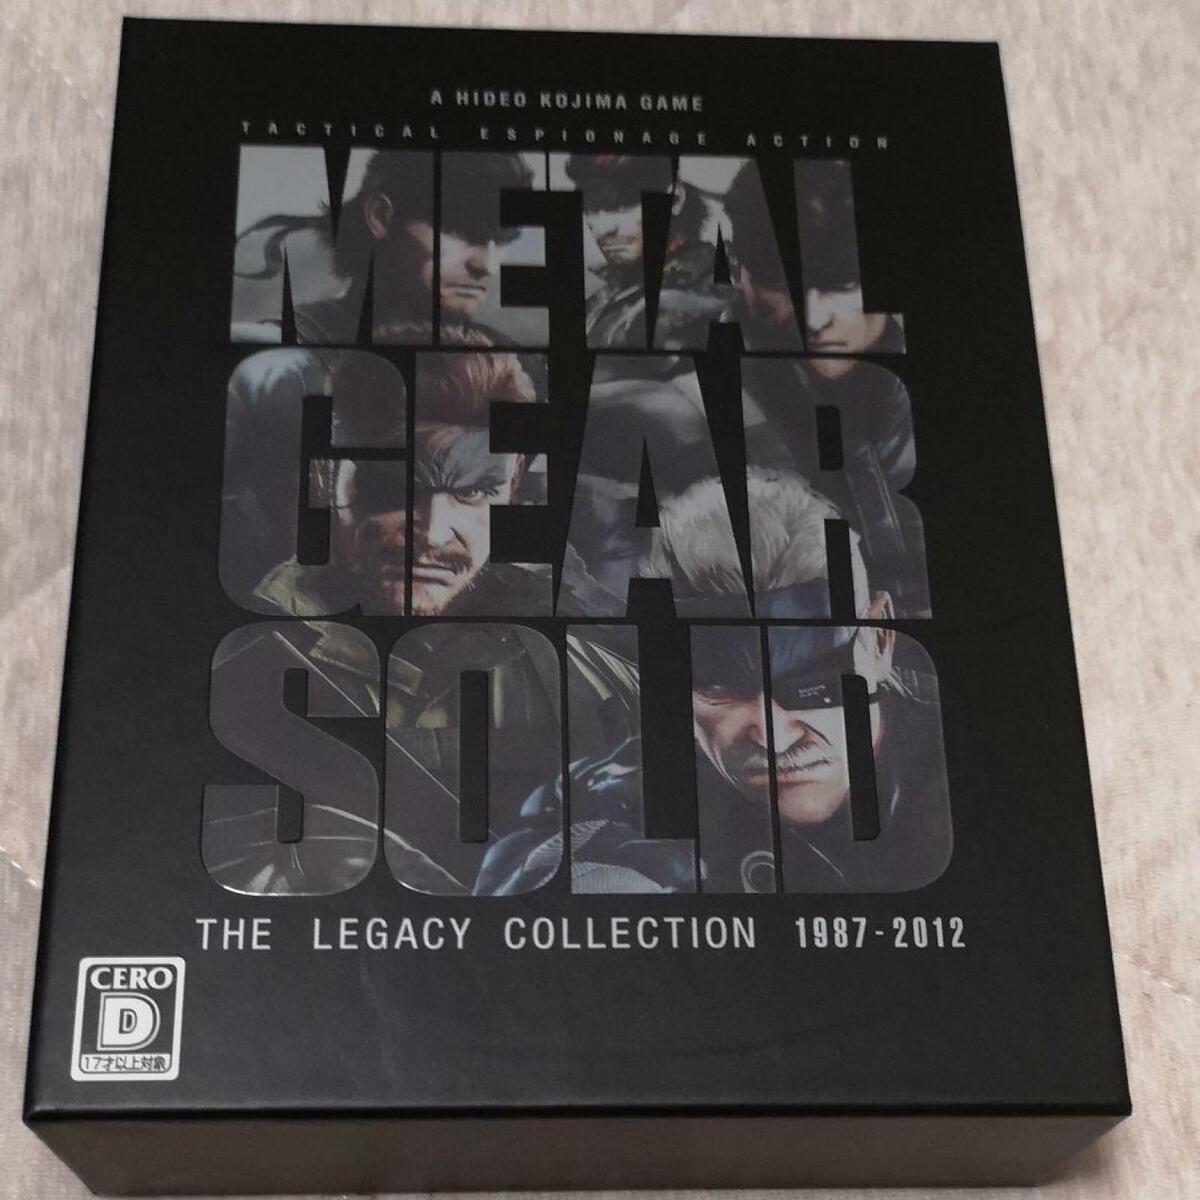 A HIDEO KOJIMA GAME
TACTICAL ESPIONAGE ACTION
METAL
GEAR
SOLID
THE LEGACY COLLECTION 1987-2012
CERO
D
17才以上対象